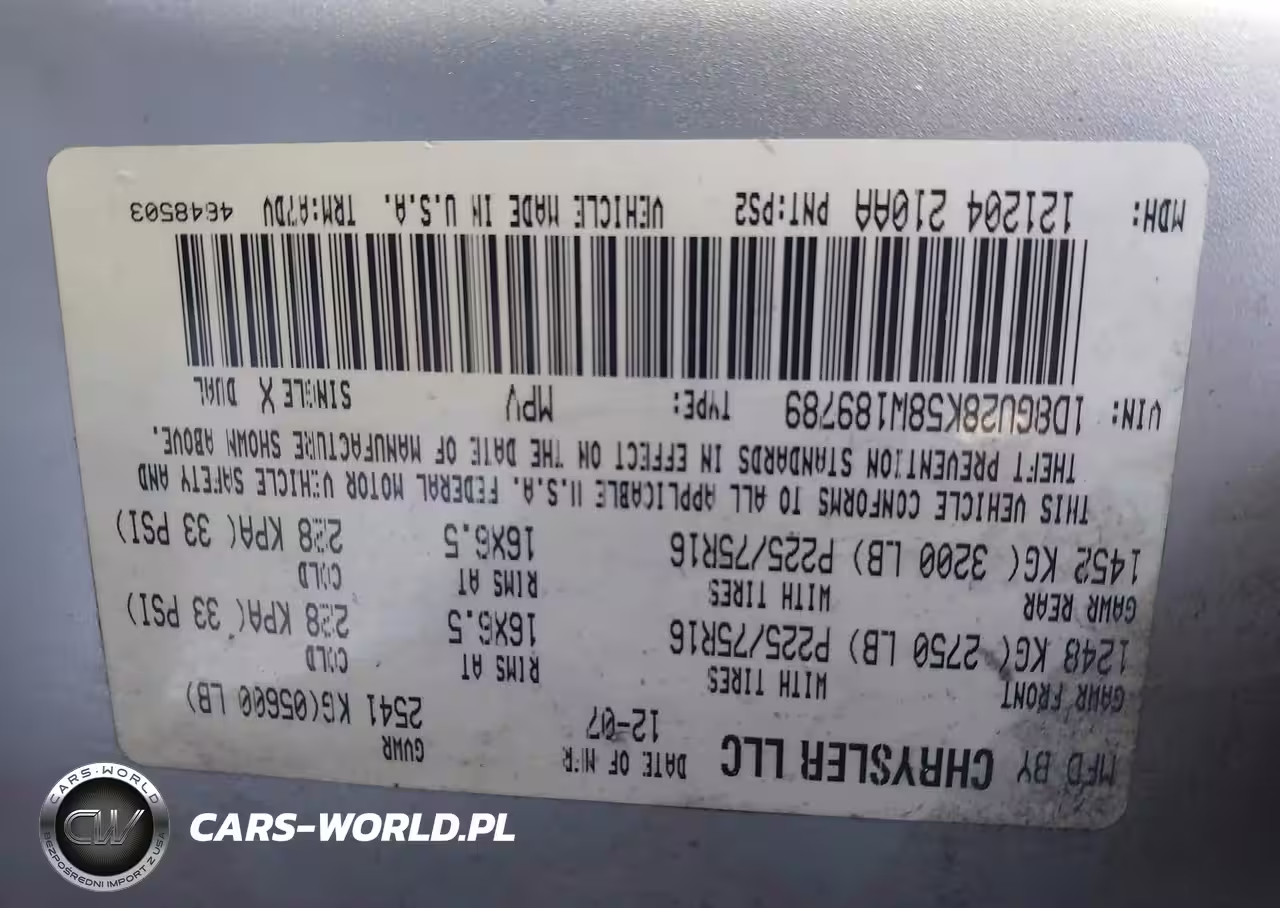 MFD BY CHRYSLER LLC DATE OF MFR GVWR
12-07 2541 KG(05600 LB)
GAWR FRONT WITH TIRES RIMS AT COLD
1248 KG( 2750 LB) P225/75R16 16X6.5 228 KPA( 33 PSI)
GAWR REAR WITH TIRES RIMS AT COLD
1452 KG( 3200 LB) P225/75R16 16X6.5 228 KPA( 33 PSI)
THIS VEHICLE CONFORMS TO ALL APPLICABLE U.S.A. FEDERAL MOTOR VEHICLE SAFETY AND
THEFT PREVENTION STANDARDS IN EFFECT ON THE DATE OF MANUFACTURE SHOWN ABOVE.
VIN: 1D8GU28K58W189789 TYPE: MPV SINGLE X DUAL
MDH: 121204 210AA PNT:PS2 VEHICLE MADE IN U.S.A. TRM:A7DV 4648503
CARS-WORLD
CW
BEZPOŚREDNI IMPORT Z USA
CARS-WORLD.PL